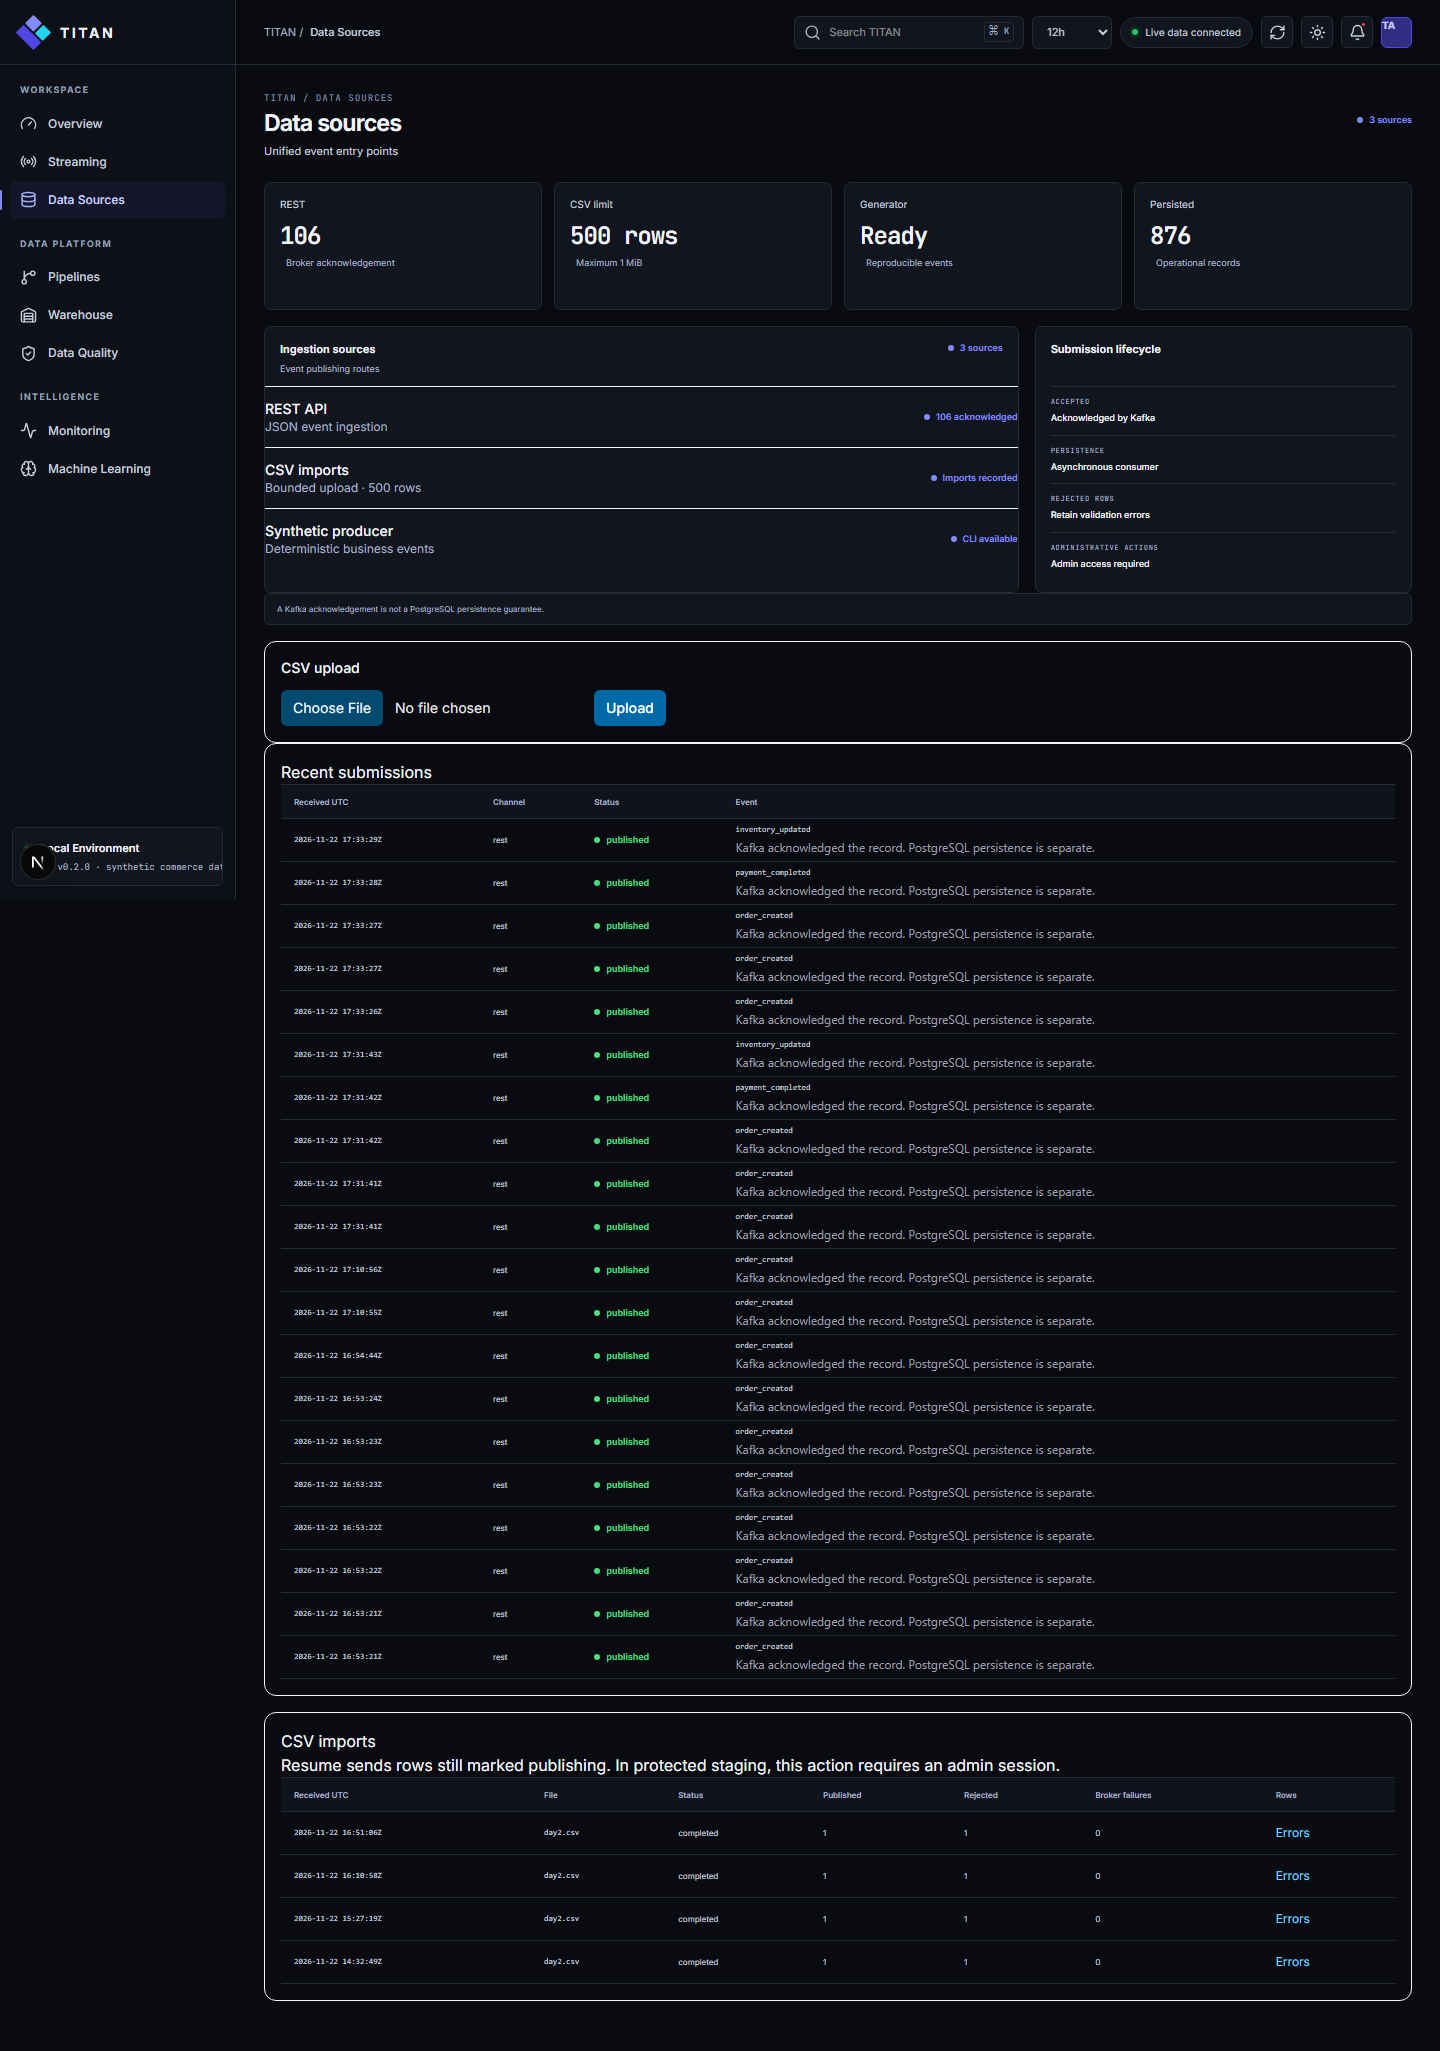 TITAN
TITAN / Data Sources
Search TITAN
⌘ K
12h
Live data connected
TA
WORKSPACE
Overview
Streaming
Data Sources
DATA PLATFORM
Pipelines
Warehouse
Data Quality
INTELLIGENCE
Monitoring
Machine Learning
ocal Environment
N
v0.2.0 · synthetic commerce dat
TITAN / DATA SOURCES
Data sources
3 sources
Unified event entry points
REST
106
Broker acknowledgement
CSV limit
500 rows
Maximum 1 MiB
Generator
Ready
Reproducible events
Persisted
876
Operational records
Ingestion sources
3 sources
Event publishing routes
REST API
JSON event ingestion
106 acknowledged
CSV imports
Bounded upload · 500 rows
Imports recorded
Synthetic producer
Deterministic business events
CLI available
Submission lifecycle
ACCEPTED
Acknowledged by Kafka
PERSISTENCE
Asynchronous consumer
REJECTED ROWS
Retain validation errors
ADMINISTRATIVE ACTIONS
Admin access required
A Kafka acknowledgement is not a PostgreSQL persistence guarantee.
CSV upload
Choose File No file chosen Upload
Recent submissions
Received UTC Channel Status Event
2026-11-22 17:33:29Z rest published inventory_updated
Kafka acknowledged the record. PostgreSQL persistence is separate.
2026-11-22 17:33:28Z rest published payment_completed
Kafka acknowledged the record. PostgreSQL persistence is separate.
2026-11-22 17:33:27Z rest published order_created
Kafka acknowledged the record. PostgreSQL persistence is separate.
2026-11-22 17:33:27Z rest published order_created
Kafka acknowledged the record. PostgreSQL persistence is separate.
2026-11-22 17:33:26Z rest published order_created
Kafka acknowledged the record. PostgreSQL persistence is separate.
2026-11-22 17:31:43Z rest published inventory_updated
Kafka acknowledged the record. PostgreSQL persistence is separate.
2026-11-22 17:31:42Z rest published payment_completed
Kafka acknowledged the record. PostgreSQL persistence is separate.
2026-11-22 17:31:42Z rest published order_created
Kafka acknowledged the record. PostgreSQL persistence is separate.
2026-11-22 17:31:41Z rest published order_created
Kafka acknowledged the record. PostgreSQL persistence is separate.
2026-11-22 17:31:41Z rest published order_created
Kafka acknowledged the record. PostgreSQL persistence is separate.
2026-11-22 17:10:56Z rest published order_created
Kafka acknowledged the record. PostgreSQL persistence is separate.
2026-11-22 17:10:55Z rest published order_created
Kafka acknowledged the record. PostgreSQL persistence is separate.
2026-11-22 16:54:44Z rest published order_created
Kafka acknowledged the record. PostgreSQL persistence is separate.
2026-11-22 16:53:24Z rest published order_created
Kafka acknowledged the record. PostgreSQL persistence is separate.
2026-11-22 16:53:23Z rest published order_created
Kafka acknowledged the record. PostgreSQL persistence is separate.
2026-11-22 16:53:23Z rest published order_created
Kafka acknowledged the record. PostgreSQL persistence is separate.
2026-11-22 16:53:22Z rest published order_created
Kafka acknowledged the record. PostgreSQL persistence is separate.
2026-11-22 16:53:22Z rest published order_created
Kafka acknowledged the record. PostgreSQL persistence is separate.
2026-11-22 16:53:21Z rest published order_created
Kafka acknowledged the record. PostgreSQL persistence is separate.
2026-11-22 16:53:21Z rest published order_created
Kafka acknowledged the record. PostgreSQL persistence is separate.
CSV imports
Resume sends rows still marked publishing. In protected staging, this action requires an admin session.
Received UTC File Status Published Rejected Broker failures Rows
2026-11-22 16:51:06Z day2.csv completed 1 1 0 Errors
2026-11-22 16:10:58Z day2.csv completed 1 1 0 Errors
2026-11-22 15:27:19Z day2.csv completed 1 1 0 Errors
2026-11-22 14:32:49Z day2.csv completed 1 1 0 Errors